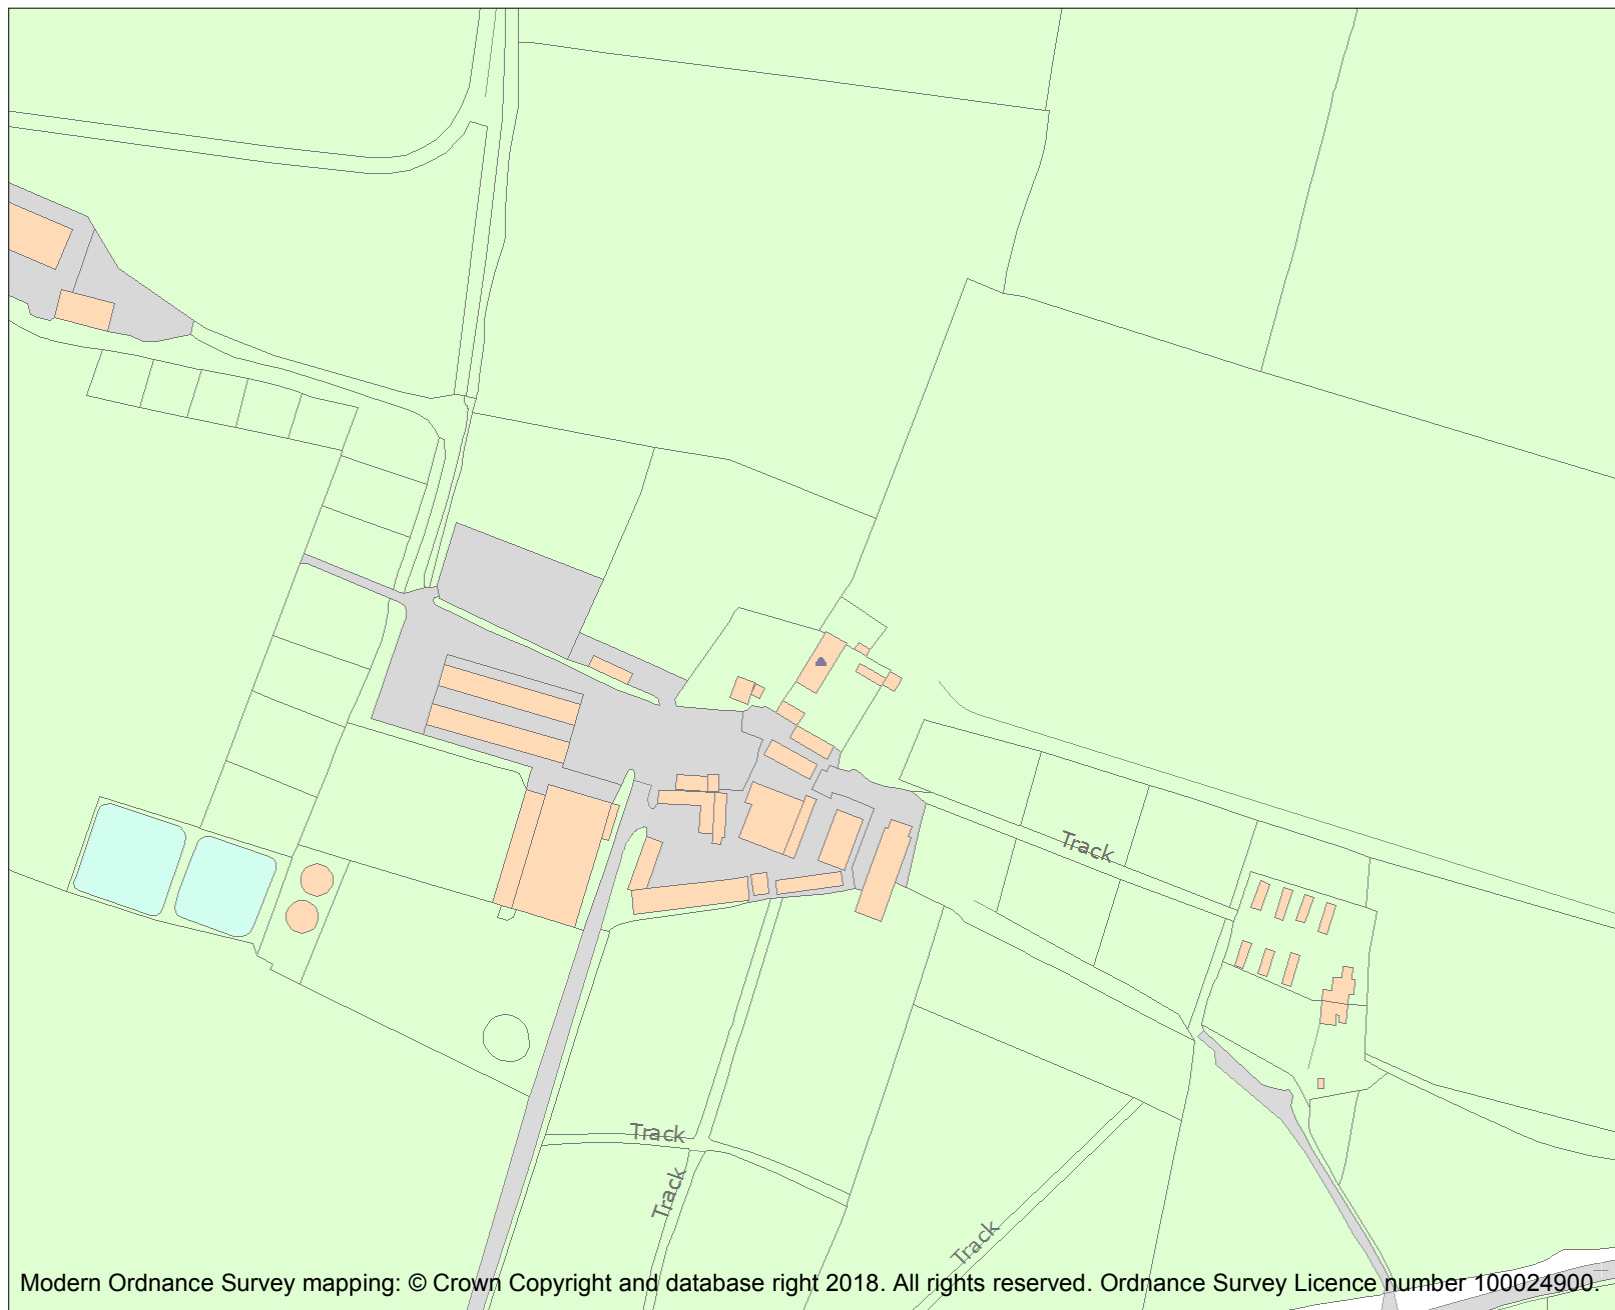 Track
Track
Track
Track
Modern Ordnance Survey mapping: © Crown Copyright and database right 2018. All rights reserved. Ordnance Survey Licence number 100024900.